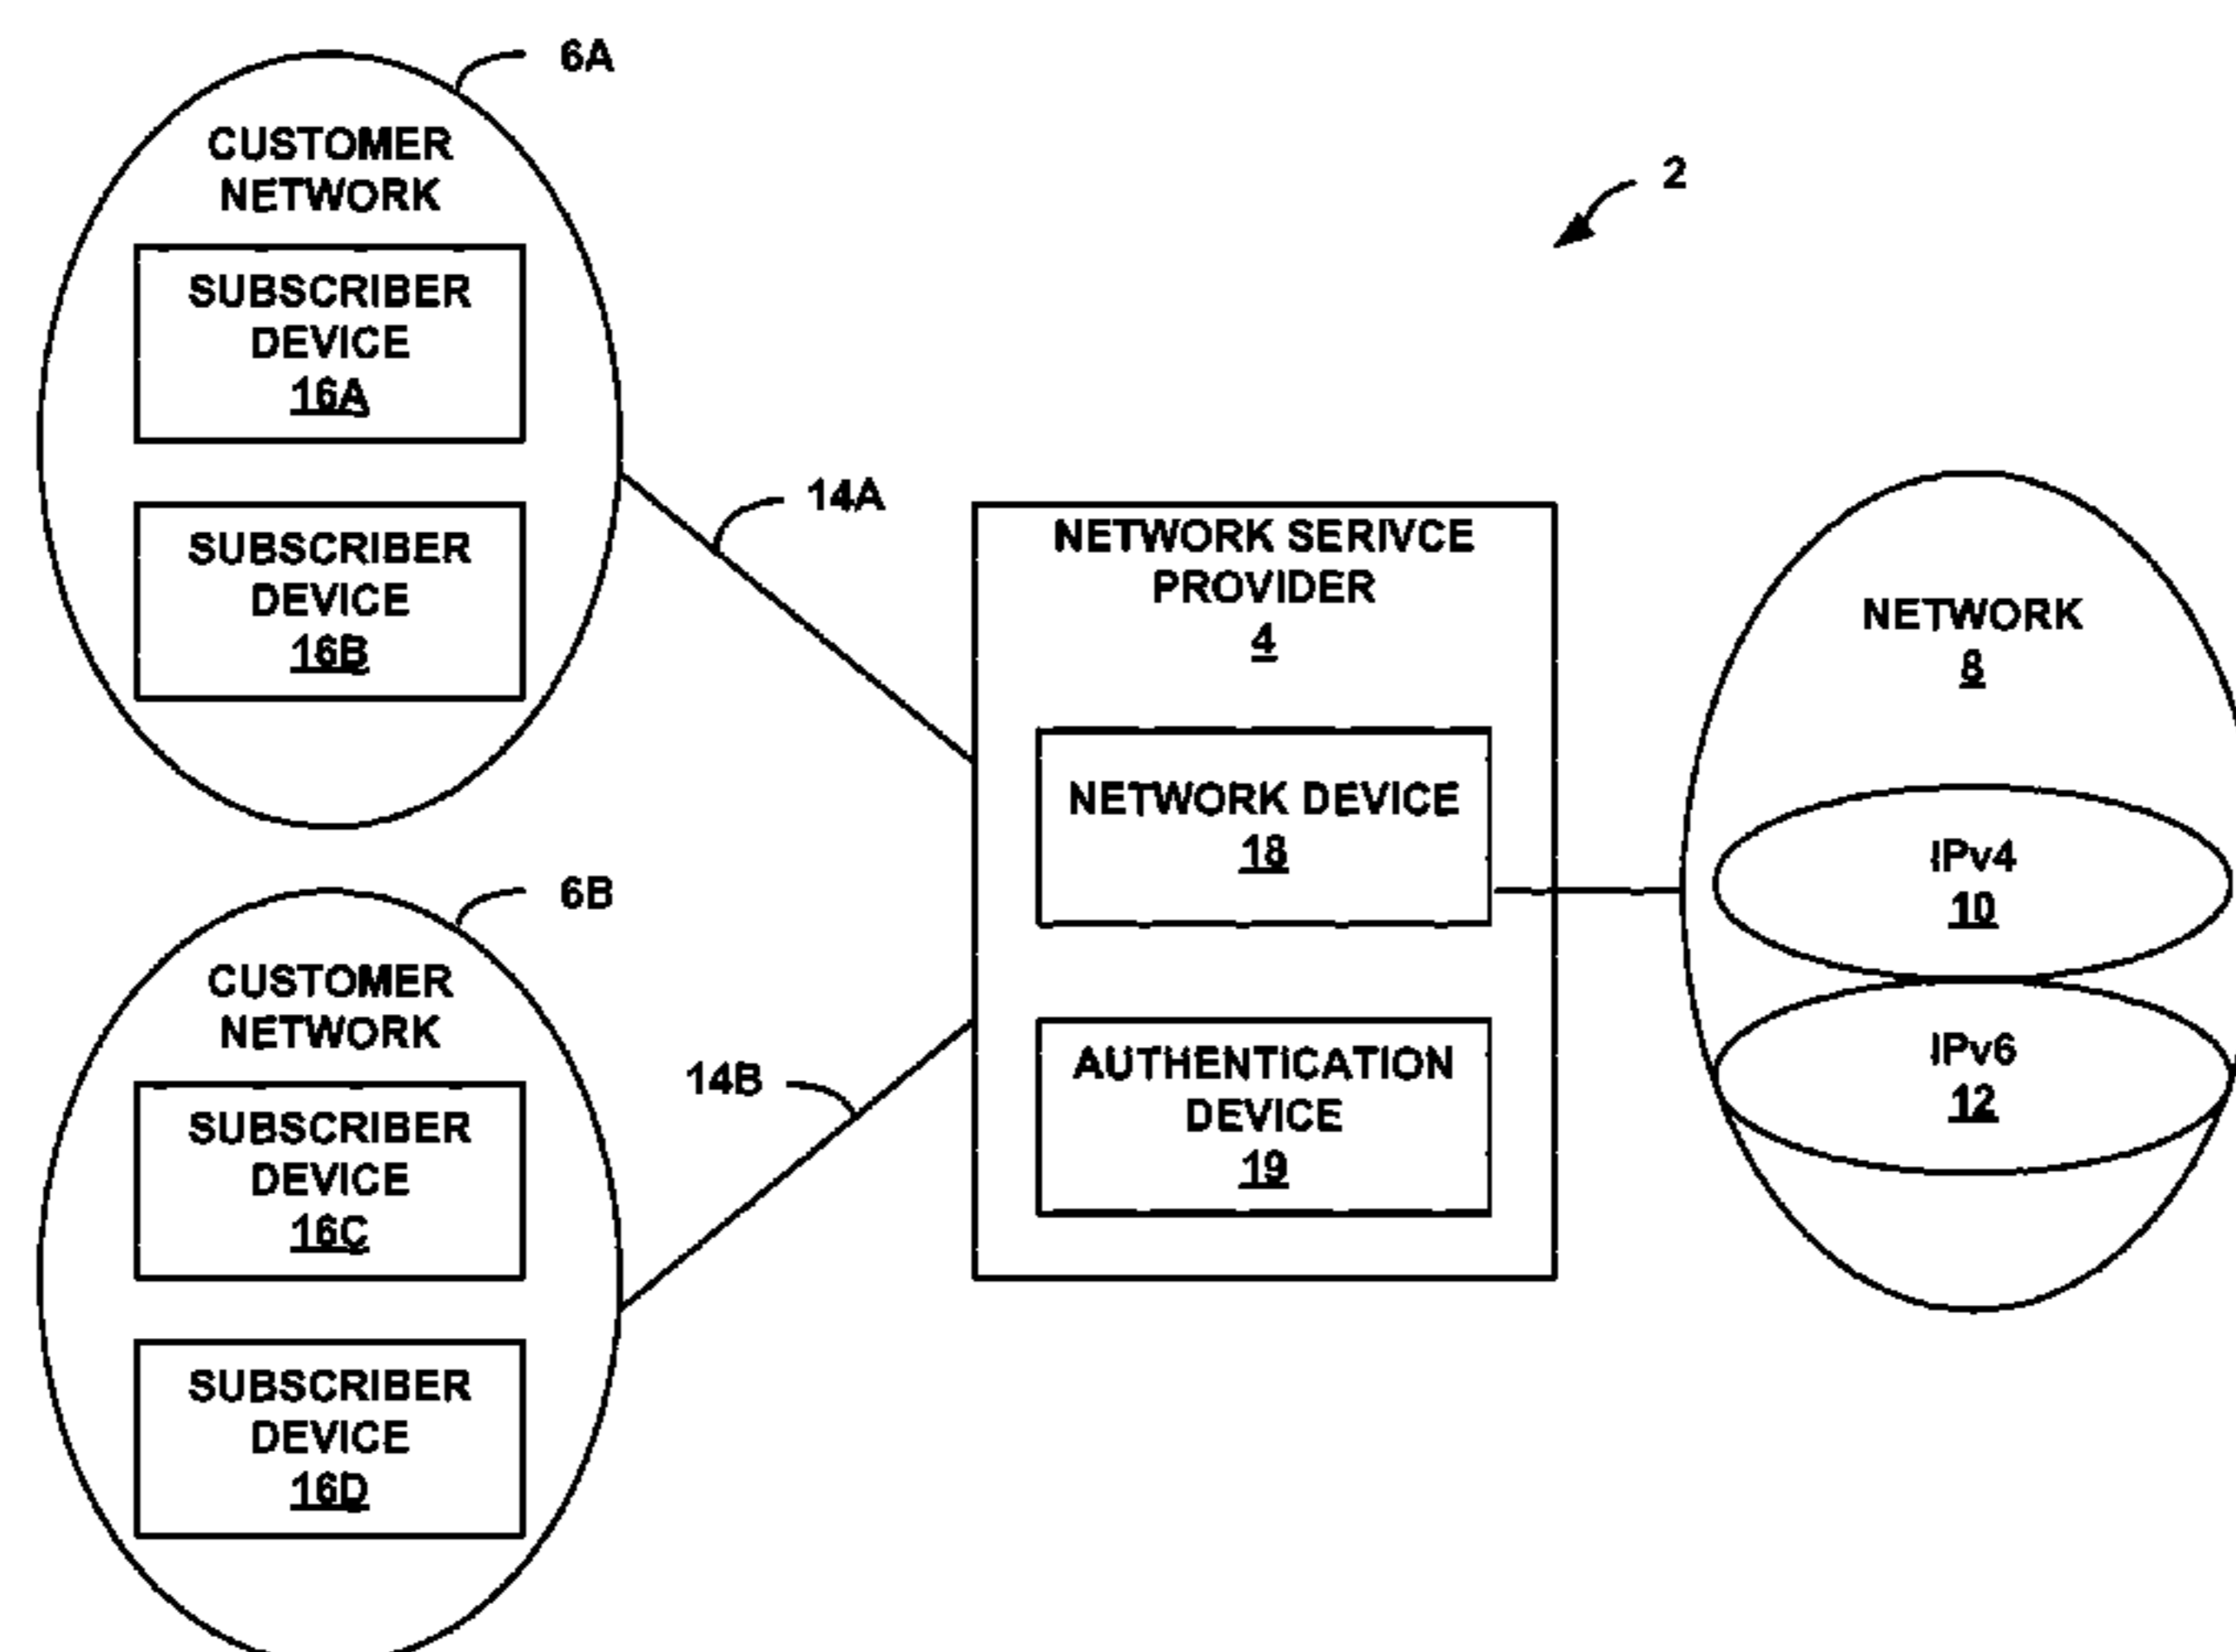 6A
CUSTOMER
NETWORK
SUBSCRIBER
DEVICE
16A
SUBSCRIBER
DEVICE
16B
14A
2
NETWORK SERIVCE
PROVIDER
4
NETWORK DEVICE
18
AUTHENTICATION
DEVICE
19
NETWORK
8
IPv4
10
IPv6
12
6B
CUSTOMER
NETWORK
SUBSCRIBER
DEVICE
16C
SUBSCRIBER
DEVICE
16D
14B